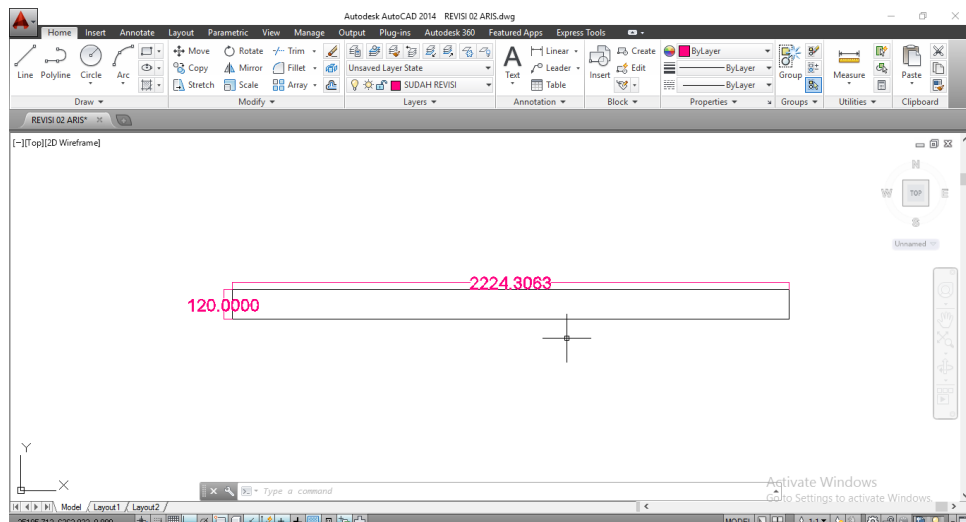 Autodesk AutoCAD 2014 REVISI 02 ARIS.dwg
Home Insert Annotate Layout Parametric View Manage Output Plug-ins Autodesk 360 Featured Apps Express Tools
Move Rotate Trim Unsaved Layer State Linear Create ByLayer
Copy Mirror Fillet Leader Edit ByLayer
Line Polyline Circle Arc Text Insert Group Measure Paste
Stretch Scale Array SUDAH REVISI Table ByLayer
Draw Modify Layers Annotation Block Properties Groups Utilities Clipboard
REVISI 02 ARIS*
[−][Top][2D Wireframe]
N
W TOP E
S
Unnamed
2224.3063
120.0000
Y
X
Type a command
Activate Windows
Go to Settings to activate Windows.
Model Layout1 Layout2